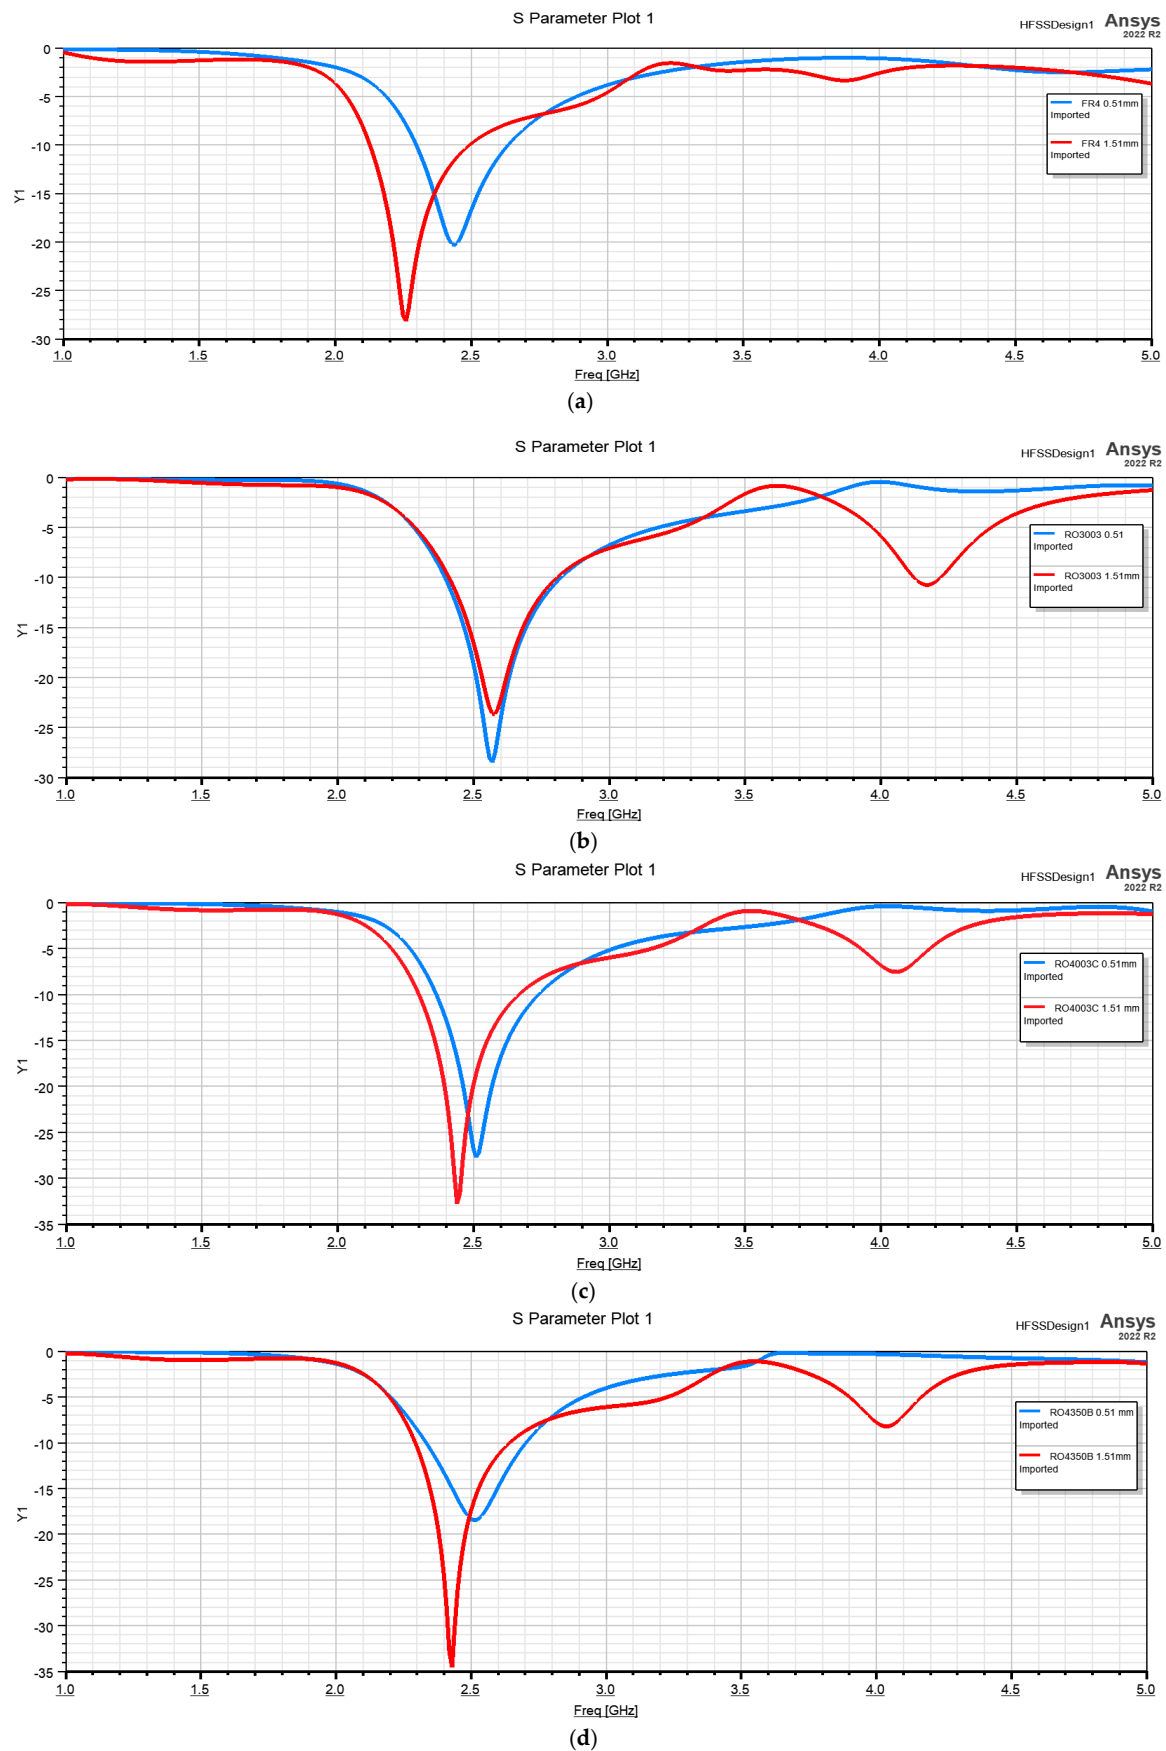 S Parameter Plot 1
HFSSDesign1 Ansys
2022 R2
0
-5
-10
-15
-20
-25
-30
Y1
FR4 0.51mm
Imported
FR4 1.51mm
Imported
1.0 1.5 2.0 2.5 3.0 3.5 4.0 4.5 5.0
Freq [GHz]
(a)
S Parameter Plot 1
HFSSDesign1 Ansys
2022 R2
0
-5
-10
-15
-20
-25
-30
Y1
RO3003 0.51
Imported
RO3003 1.51mm
Imported
1.0 1.5 2.0 2.5 3.0 3.5 4.0 4.5 5.0
Freq [GHz]
(b)
S Parameter Plot 1
HFSSDesign1 Ansys
2022 R2
0
-5
-10
-15
-20
-25
-30
-35
Y1
RO4003C 0.51mm
Imported
RO4003C 1.51 mm
Imported
1.0 1.5 2.0 2.5 3.0 3.5 4.0 4.5 5.0
Freq [GHz]
(c)
S Parameter Plot 1
HFSSDesign1 Ansys
2022 R2
0
-5
-10
-15
-20
-25
-30
-35
Y1
RO4350B 0.51 mm
Imported
RO4350B 1.51mm
Imported
1.0 1.5 2.0 2.5 3.0 3.5 4.0 4.5 5.0
Freq [GHz]
(d)